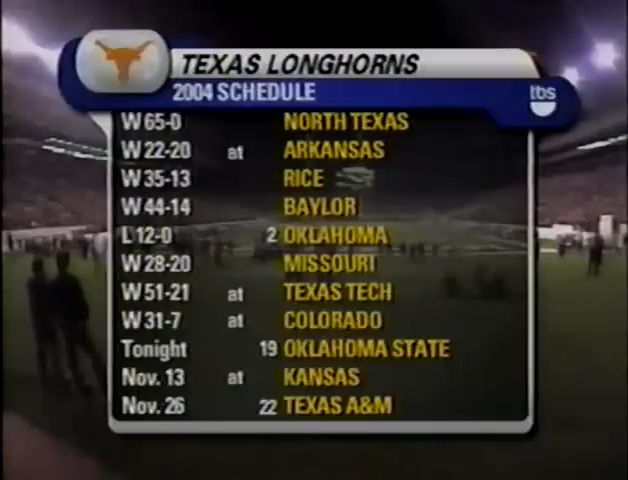 TEXAS LONGHORNS
2004 SCHEDULE
tbs
W 65-0 NORTH TEXAS
W 22-20 at ARKANSAS
W 35-13 RICE
W 44-14 BAYLOR
L 12-0 2 OKLAHOMA
W 28-20 MISSOURI
W 51-21 at TEXAS TECH
W 31-7 at COLORADO
Tonight 19 OKLAHOMA STATE
Nov. 13 at KANSAS
Nov. 26 22 TEXAS A&M